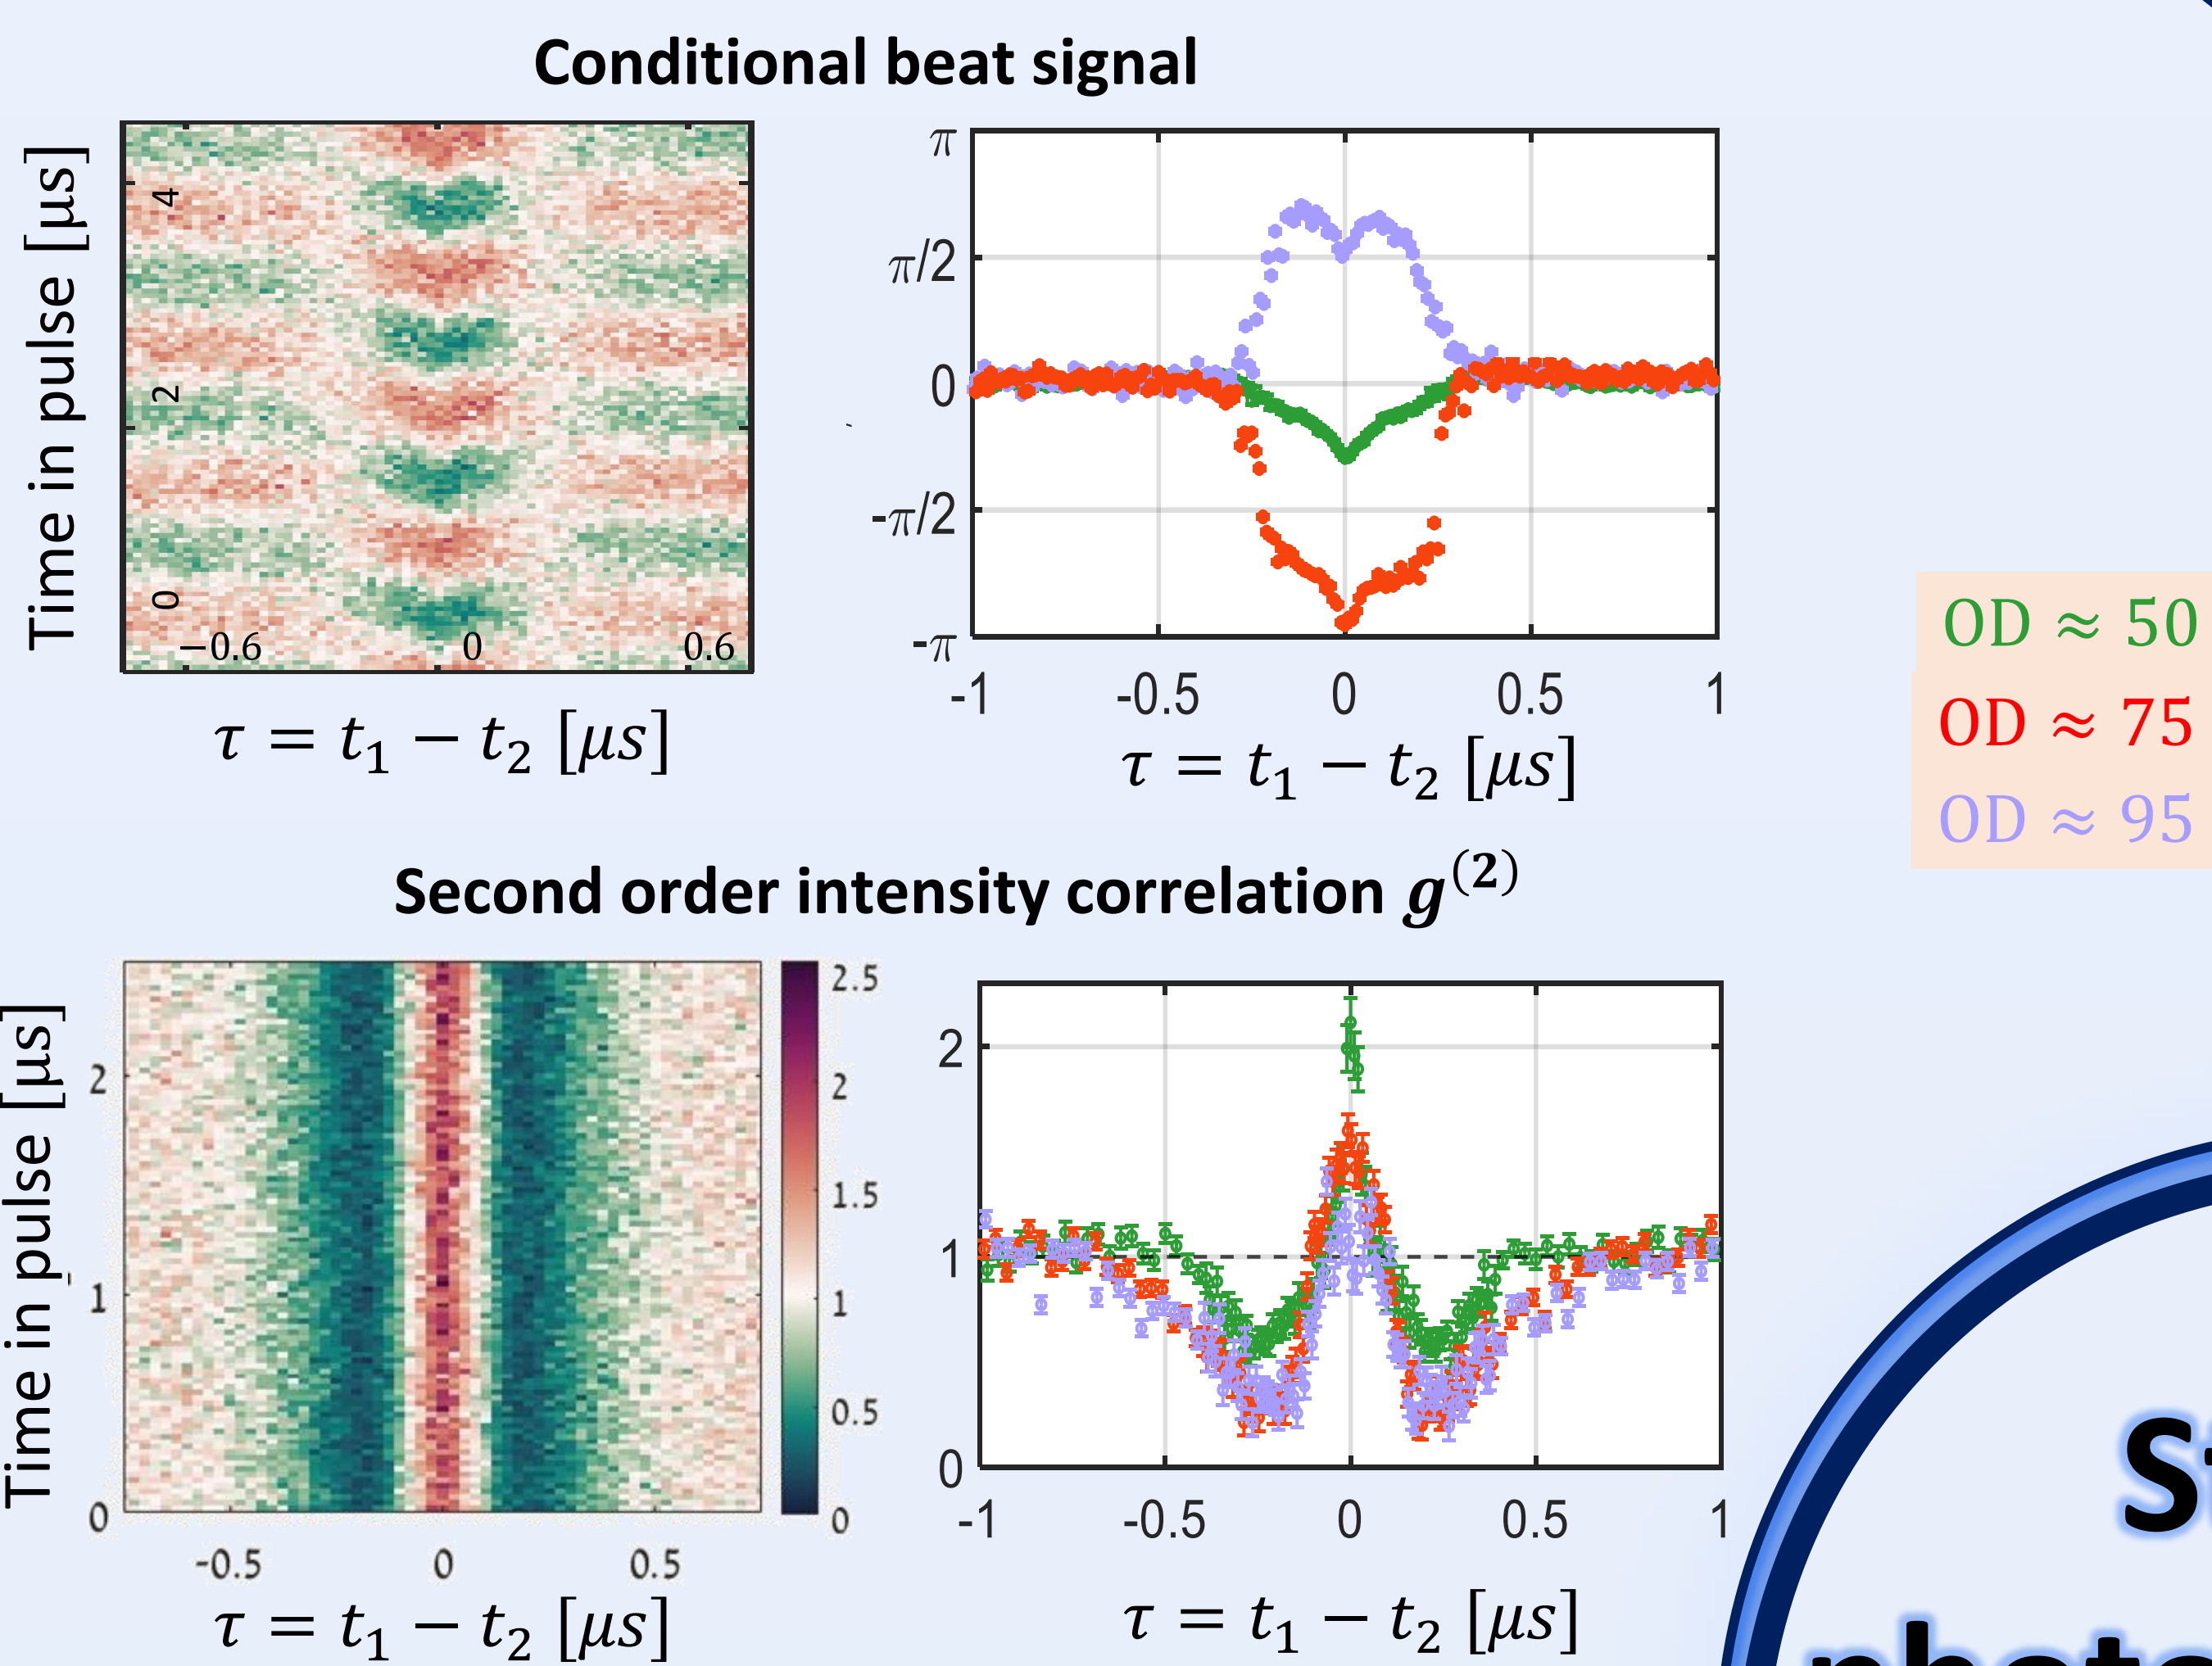 Conditional beat signal
Time in pulse [μs]
4
2
0
−0.6 0 0.6
τ = t₁ − t₂ [μs]
π
π/2
0
-π/2
-π
-1 -0.5 0 0.5 1
τ = t₁ − t₂ [μs]
OD ≈ 50
OD ≈ 75
OD ≈ 95
Second order intensity correlation g⁽²⁾
Time in pulse [μs]
2
1
0
-0.5 0 0.5
τ = t₁ − t₂ [μs]
2.5
2
1.5
1
0.5
0
2
1
0
-1 -0.5 0 0.5 1
τ = t₁ − t₂ [μs]